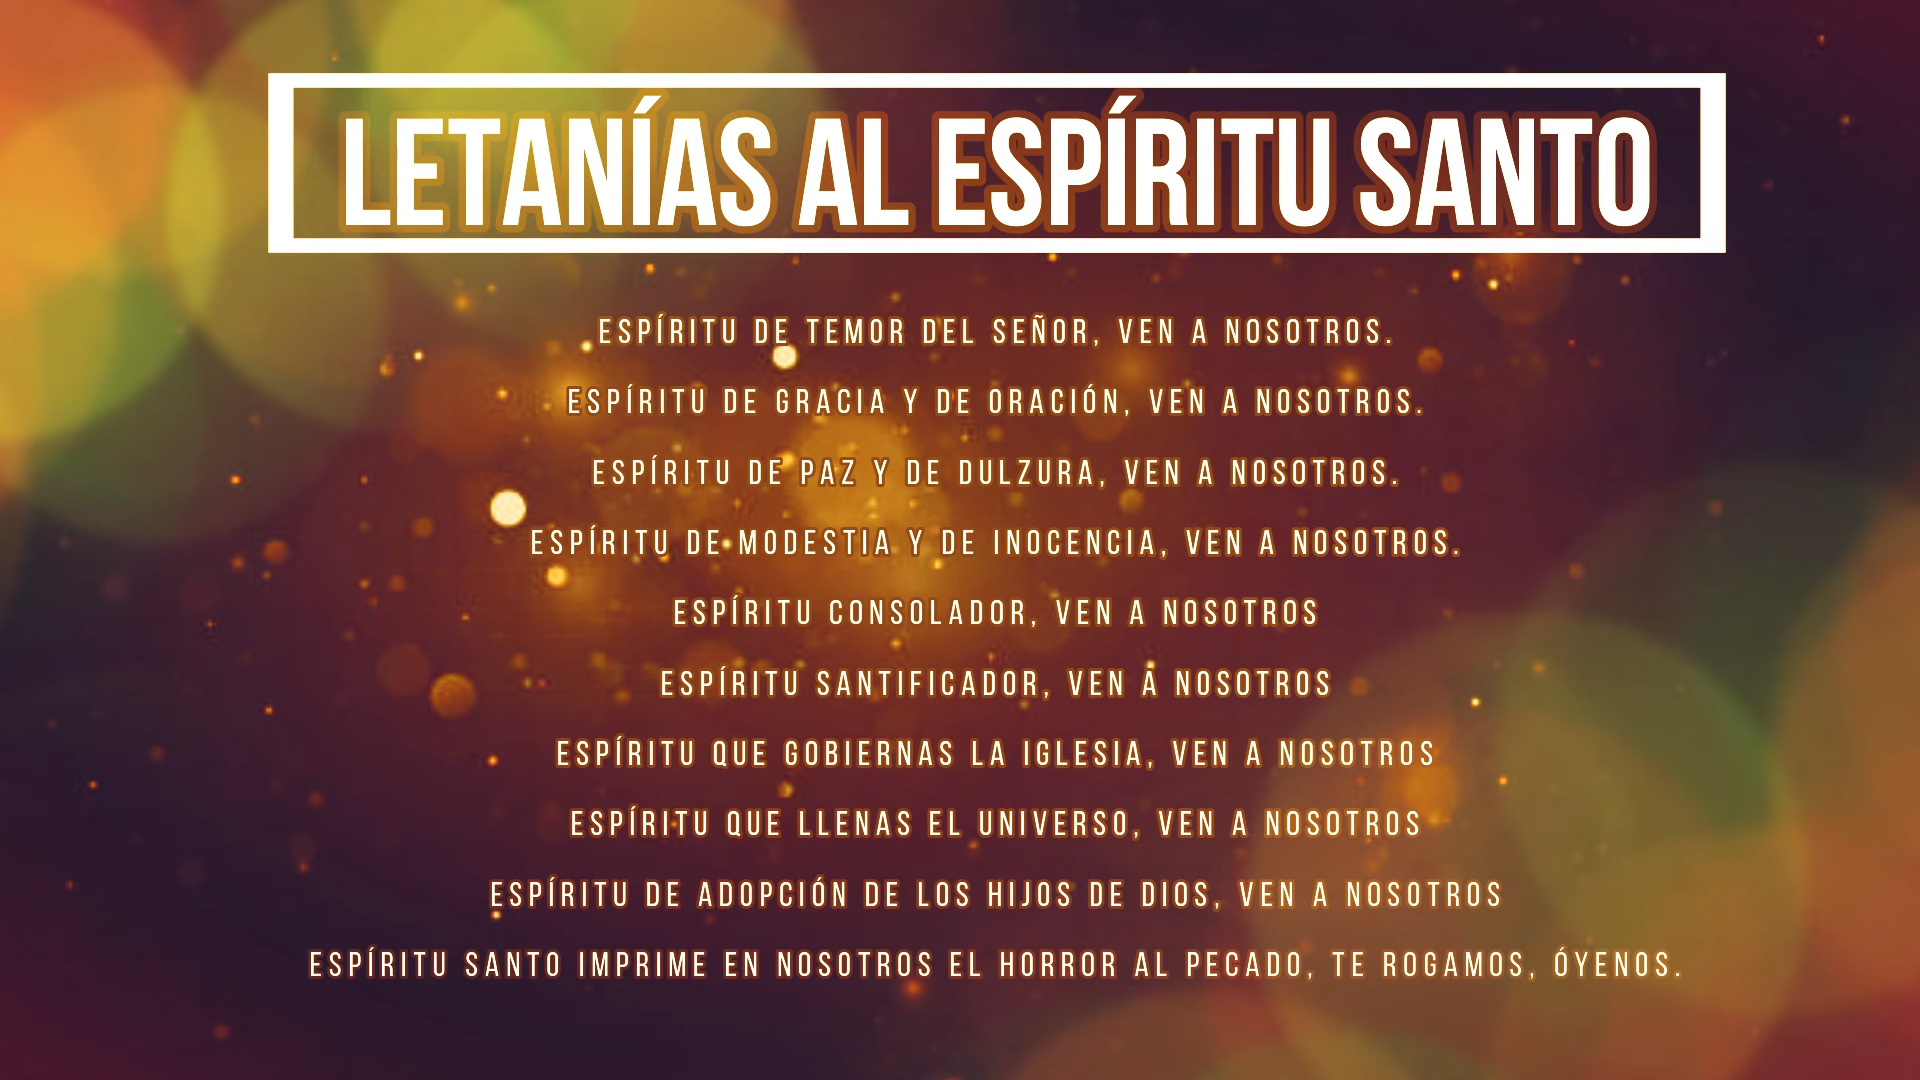 LETANÍAS AL ESPÍRITU SANTO
ESPÍRITU DE TEMOR DEL SEÑOR, VEN A NOSOTROS.
ESPÍRITU DE GRACIA Y DE ORACIÓN, VEN A NOSOTROS.
ESPÍRITU DE PAZ Y DE DULZURA, VEN A NOSOTROS.
ESPÍRITU DE MODESTIA Y DE INOCENCIA, VEN A NOSOTROS.
ESPÍRITU CONSOLADOR, VEN A NOSOTROS
ESPÍRITU SANTIFICADOR, VEN A NOSOTROS
ESPÍRITU QUE GOBIERNAS LA IGLESIA, VEN A NOSOTROS
ESPÍRITU QUE LLENAS EL UNIVERSO, VEN A NOSOTROS
ESPÍRITU DE ADOPCIÓN DE LOS HIJOS DE DIOS, VEN A NOSOTROS
ESPÍRITU SANTO IMPRIME EN NOSOTROS EL HORROR AL PECADO, TE ROGAMOS, ÓYENOS.